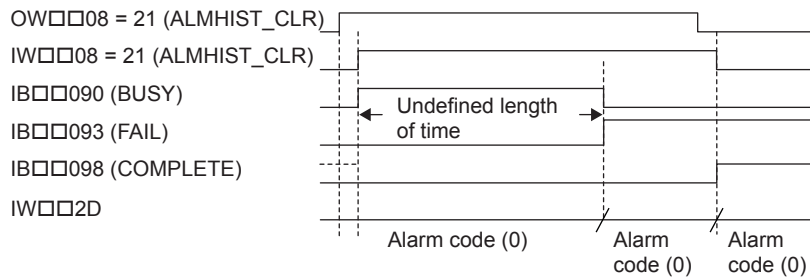 OW□□08 = 21 (ALMHIST_CLR)
IW□□08 = 21 (ALMHIST_CLR)
IB□□090 (BUSY)
Undefined length
of time
IB□□093 (FAIL)
IB□□098 (COMPLETE)
IW□□2D
Alarm code (0)
Alarm
code (0)
Alarm
code (0)